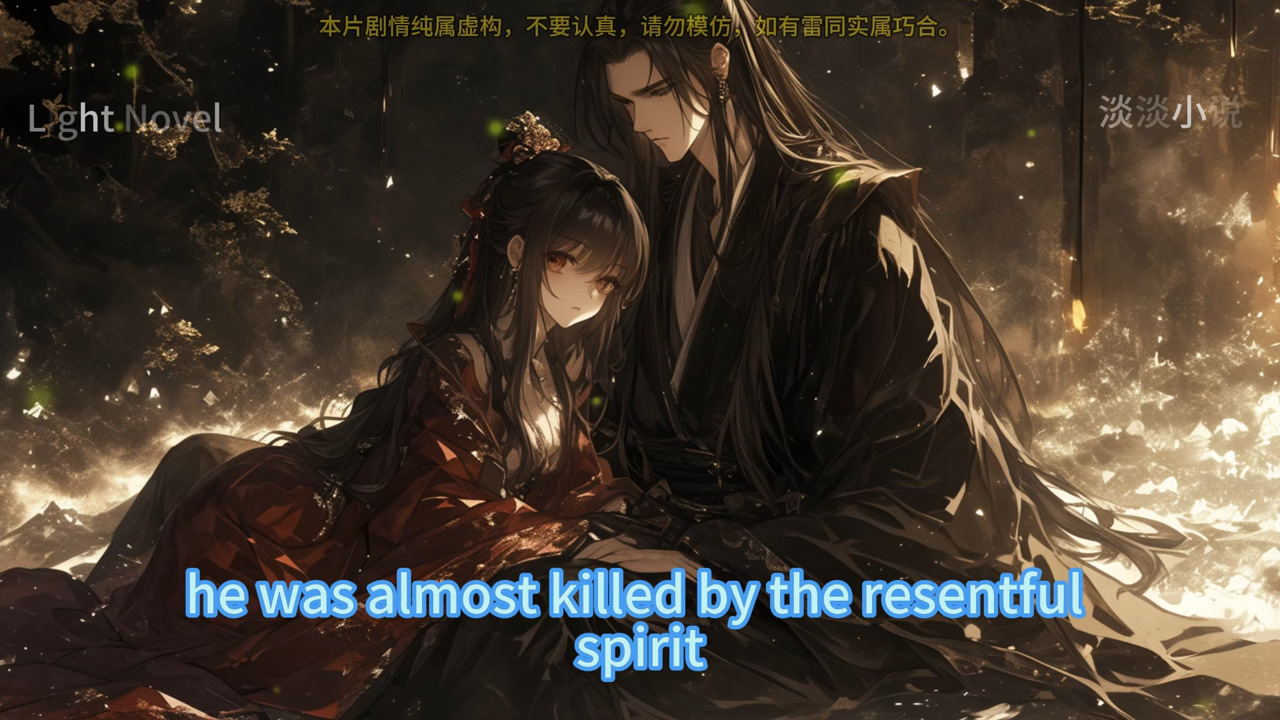 本片剧情纯属虚构，不要认真，请勿模仿，如有雷同实属巧合。
Light Novel
淡淡小说
he was almost killed by the resentful
spirit